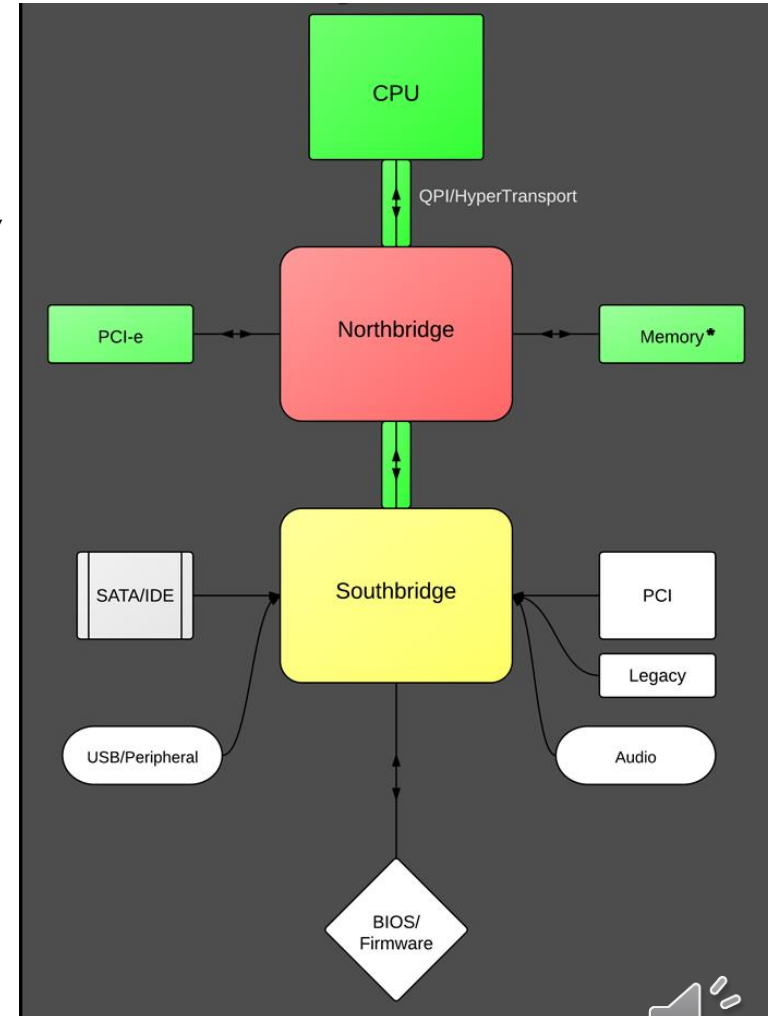 CPU
QPI/HyperTransport
Northbridge
PCI-e
Memory*
Southbridge
SATA/IDE
PCI
Legacy
USB/Peripheral
Audio
BIOS/
Firmware